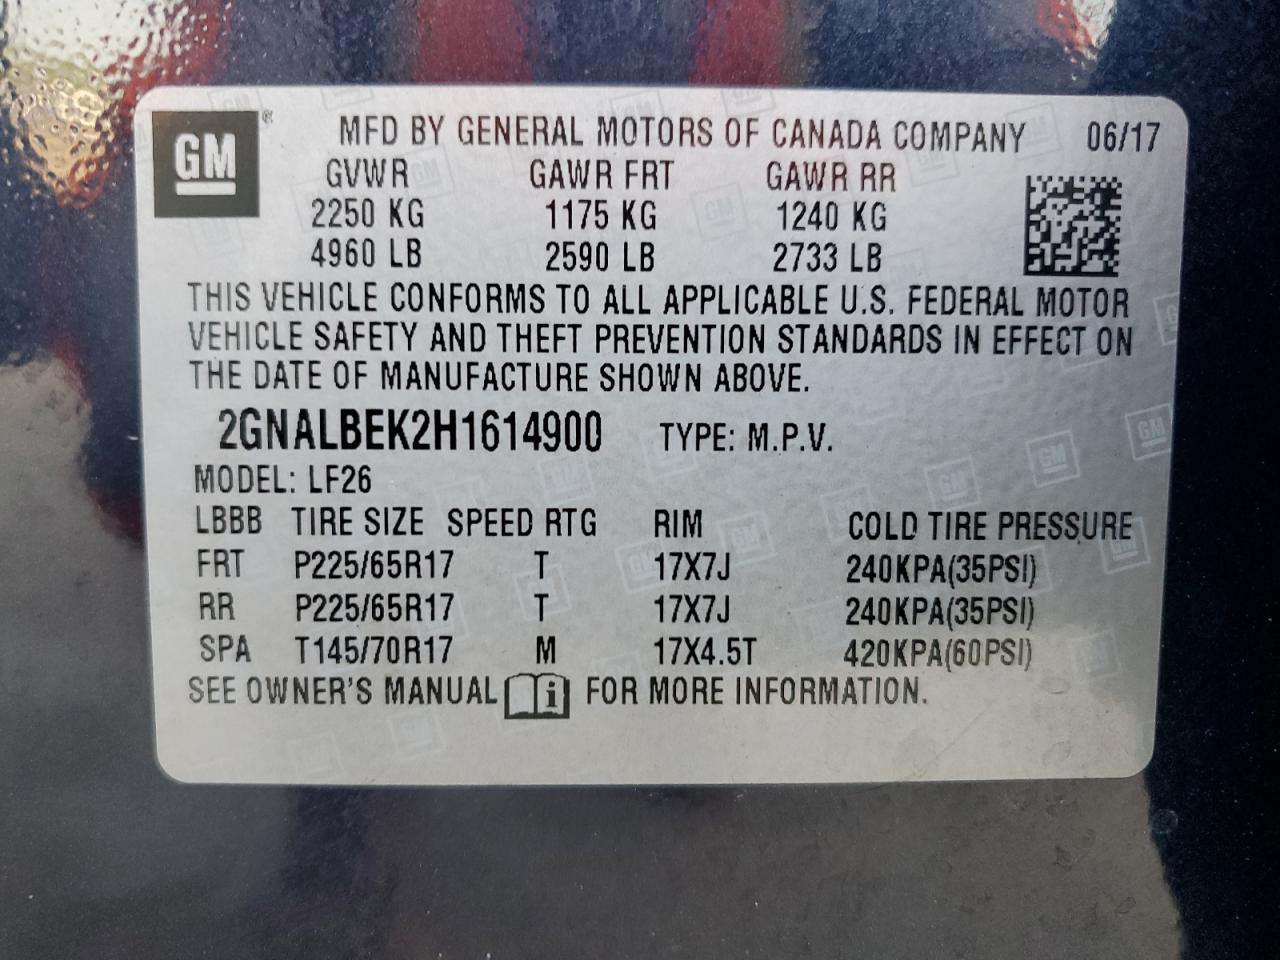 GM® MFD BY GENERAL MOTORS OF CANADA COMPANY 06/17
GVWR GAWR FRT GAWR RR
2250 KG 1175 KG 1240 KG
4960 LB 2590 LB 2733 LB
THIS VEHICLE CONFORMS TO ALL APPLICABLE U.S. FEDERAL MOTOR
VEHICLE SAFETY AND THEFT PREVENTION STANDARDS IN EFFECT ON
THE DATE OF MANUFACTURE SHOWN ABOVE.
2GNALBEK2H1614900 TYPE: M.P.V.
MODEL: LF26
LBBB TIRE SIZE SPEED RTG RIM COLD TIRE PRESSURE
FRT P225/65R17 T 17X7J 240KPA(35PSI)
RR P225/65R17 T 17X7J 240KPA(35PSI)
SPA T145/70R17 M 17X4.5T 420KPA(60PSI)
SEE OWNER'S MANUAL i FOR MORE INFORMATION.